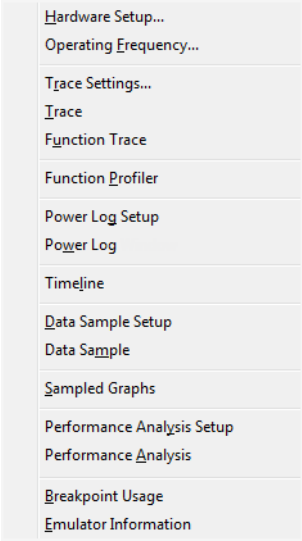 Hardware Setup...
Operating Frequency...
Trace Settings...
Trace
Function Trace
Function Profiler
Power Log Setup
Power Log
Timeline
Data Sample Setup
Data Sample
Sampled Graphs
Performance Analysis Setup
Performance Analysis
Breakpoint Usage
Emulator Information